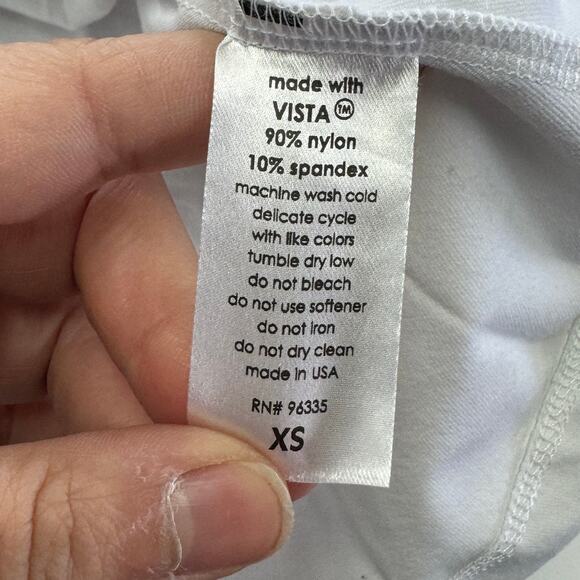 made with
VISTA™
90% nylon
10% spandex
machine wash cold
delicate cycle
with like colors
tumble dry low
do not bleach
do not use softener
do not iron
do not dry clean
made in USA
RN# 96335
XS